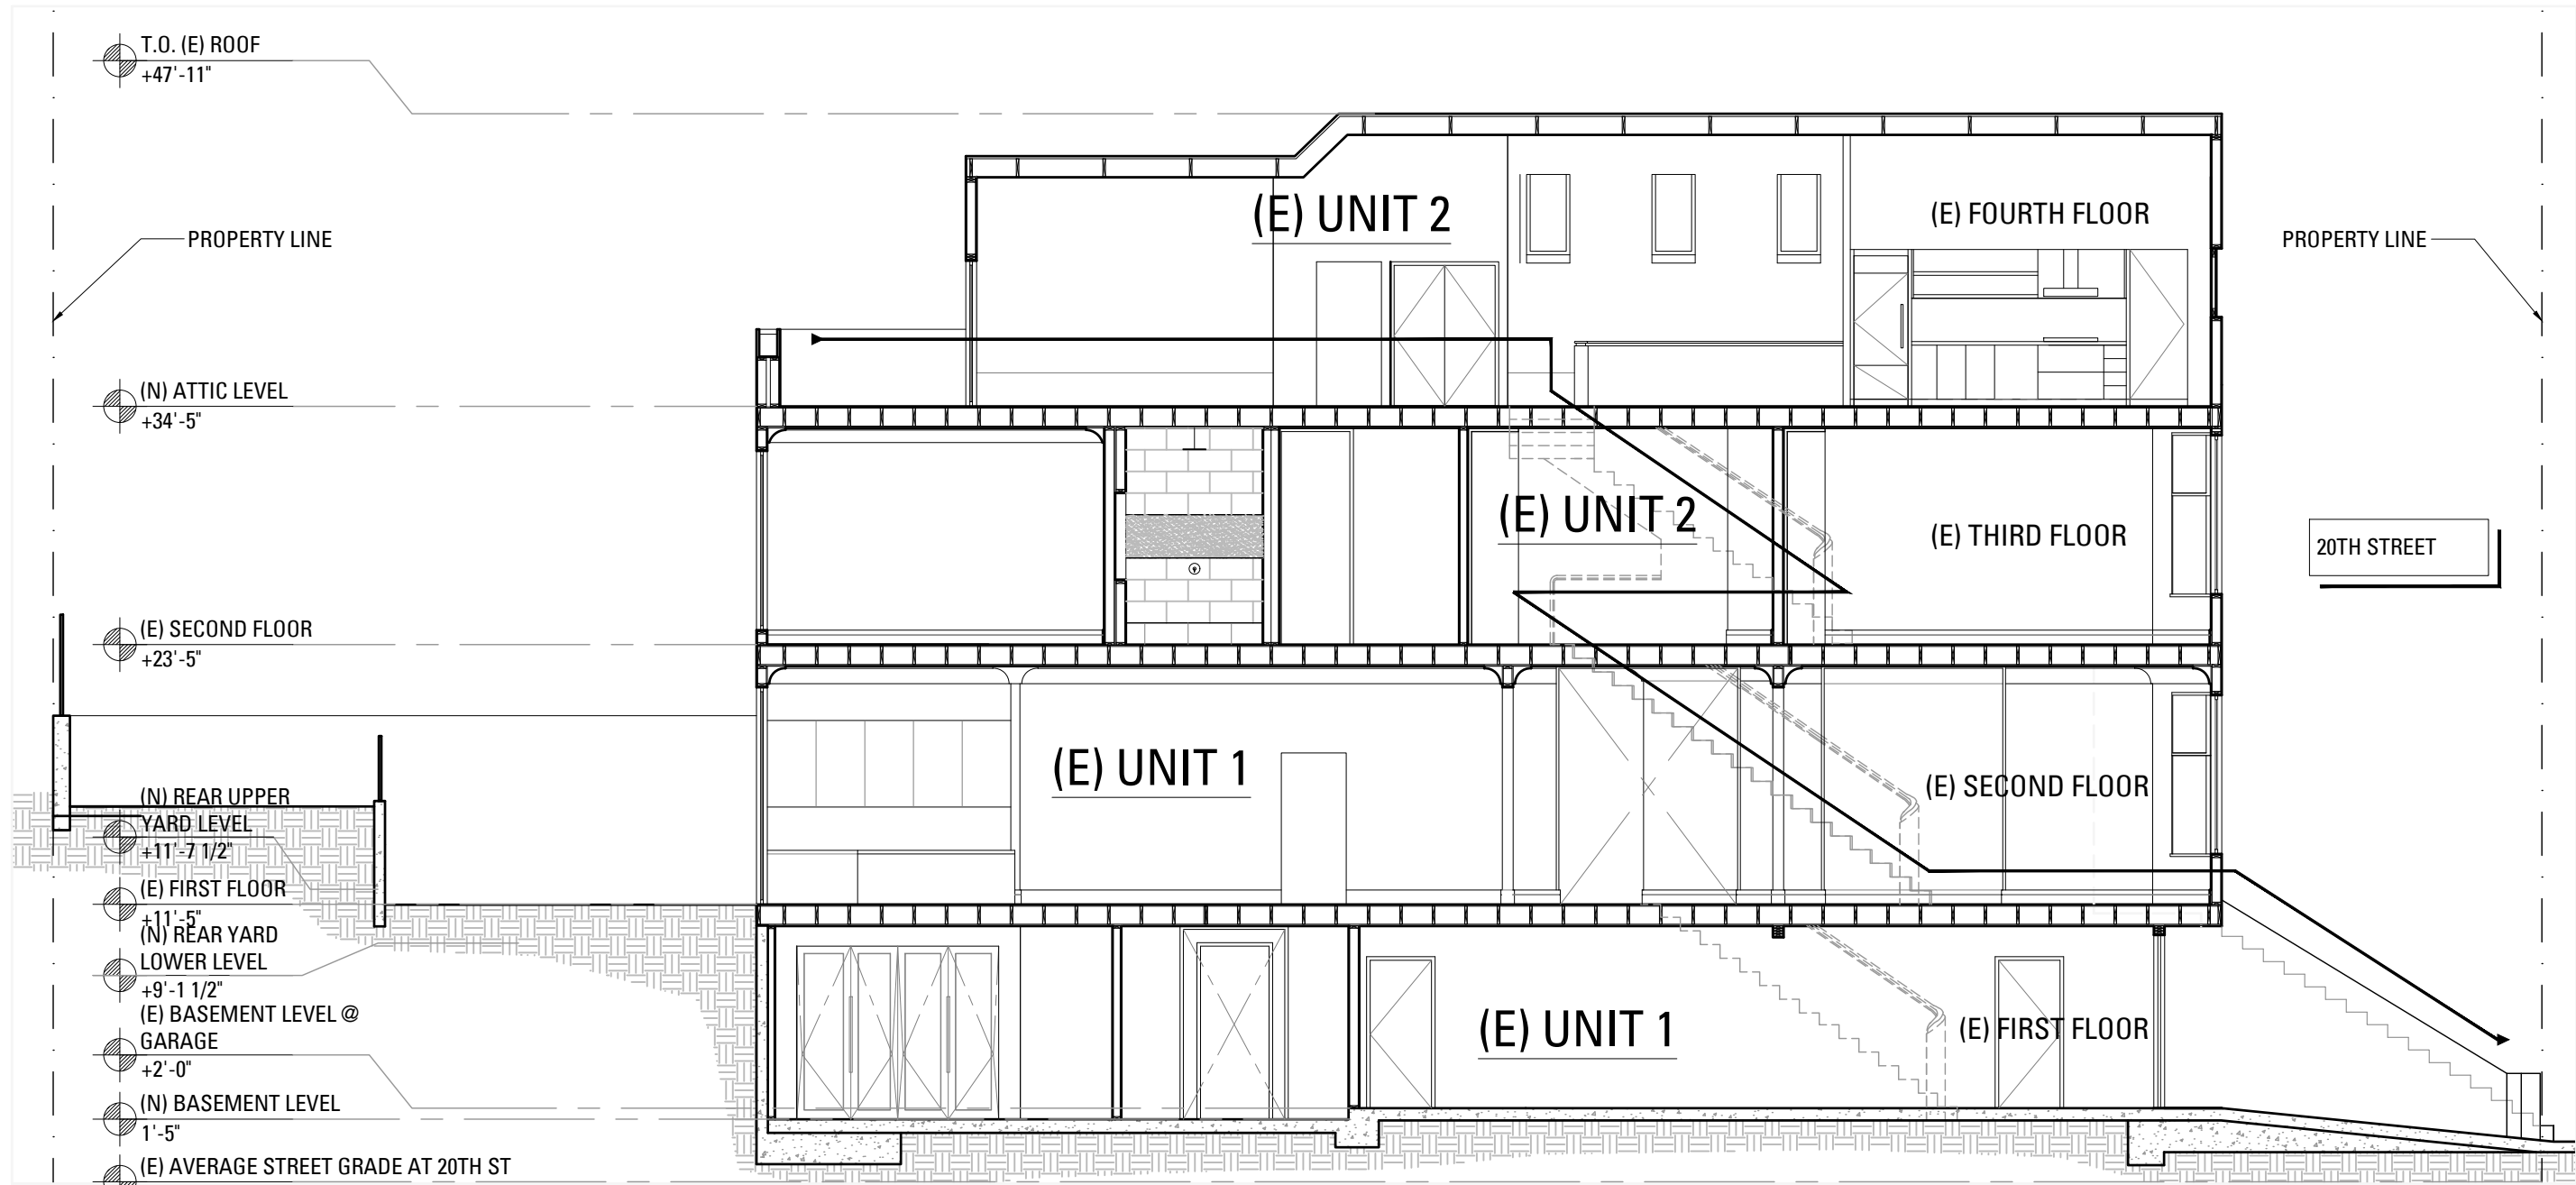 T.O. (E) ROOF
+47'-11"
(E) UNIT 2
(E) FOURTH FLOOR
PROPERTY LINE
PROPERTY LINE
(N) ATTIC LEVEL
+34'-5"
(E) UNIT 2
(E) THIRD FLOOR
20TH STREET
(E) SECOND FLOOR
+23'-5"
(E) UNIT 1
(E) SECOND FLOOR
(N) REAR UPPER
YARD LEVEL
+11'-7 1/2"
(E) FIRST FLOOR
+11'-5"
(N) REAR YARD
LOWER LEVEL
+9'-1 1/2"
(E) BASEMENT LEVEL @
GARAGE
+2'-0"
(E) UNIT 1
(E) FIRST FLOOR
(N) BASEMENT LEVEL
1'-5"
(E) AVERAGE STREET GRADE AT 20TH ST